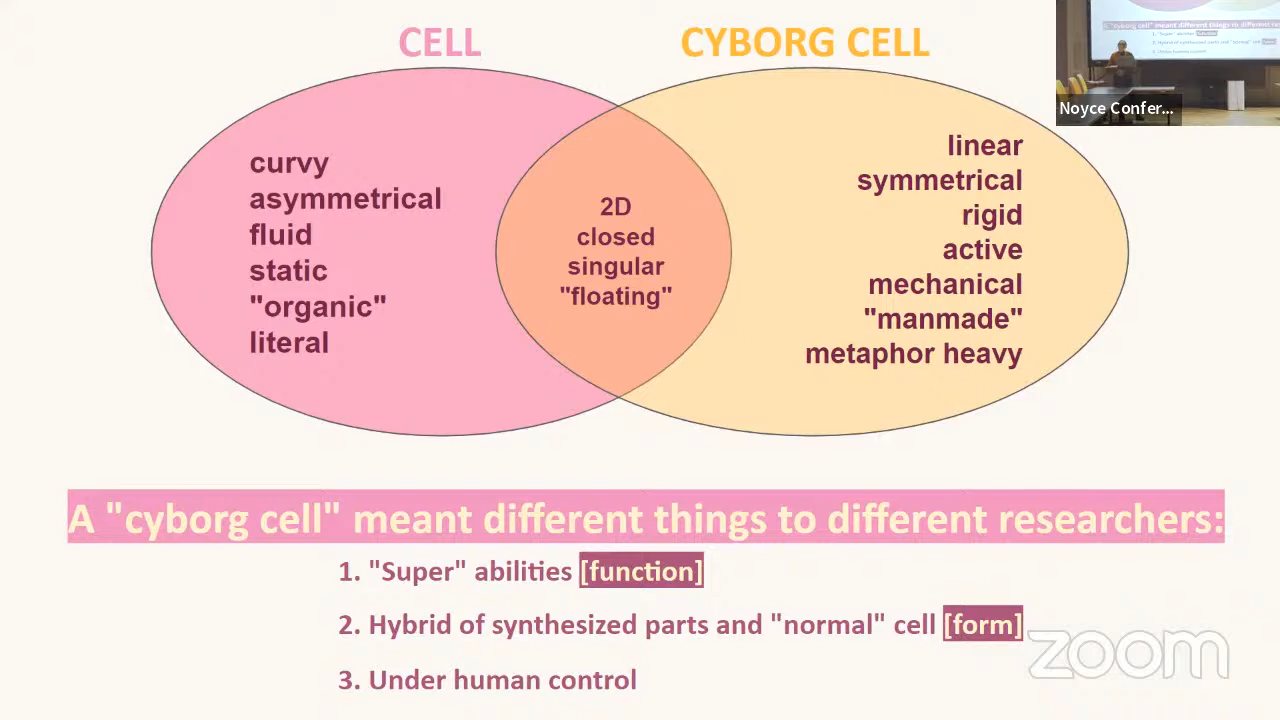 CELL
CYBORG CELL
curvy
asymmetrical
fluid
static
"organic"
literal
2D
closed
singular
"floating"
linear
symmetrical
rigid
active
mechanical
"manmade"
metaphor heavy
Noyce Confer...
A "cyborg cell" meant different things to different researchers:
1. "Super" abilities [function]
2. Hybrid of synthesized parts and "normal" cell [form]
3. Under human control
zoom